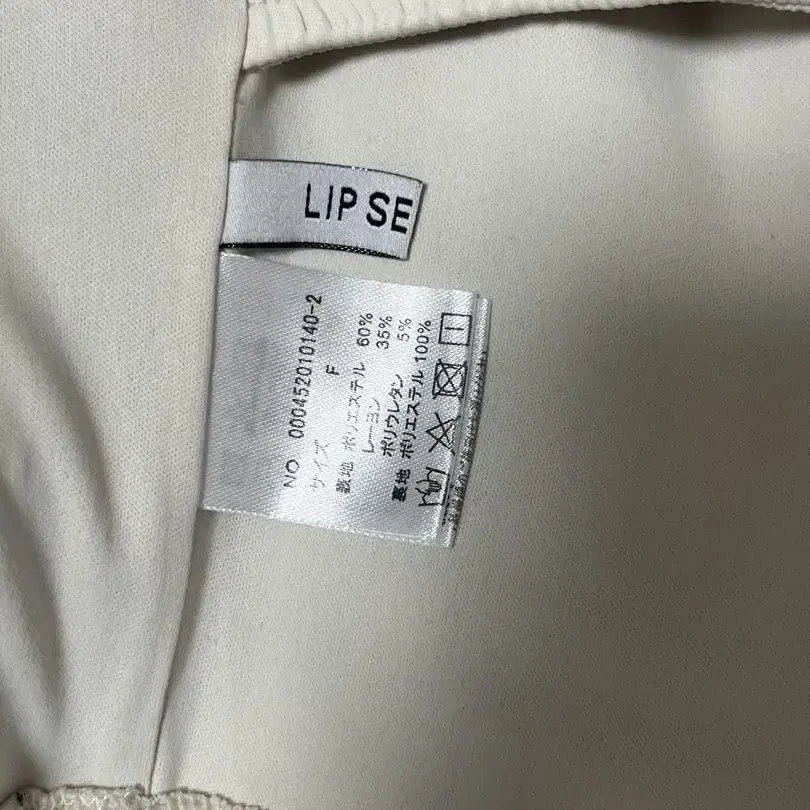 LIP SE
NO 000452010140-2
サイズ F
表地 ポリエステル 60%
レーヨン 35%
ポリウレタン 5%
裏地 ポリエステル 100%